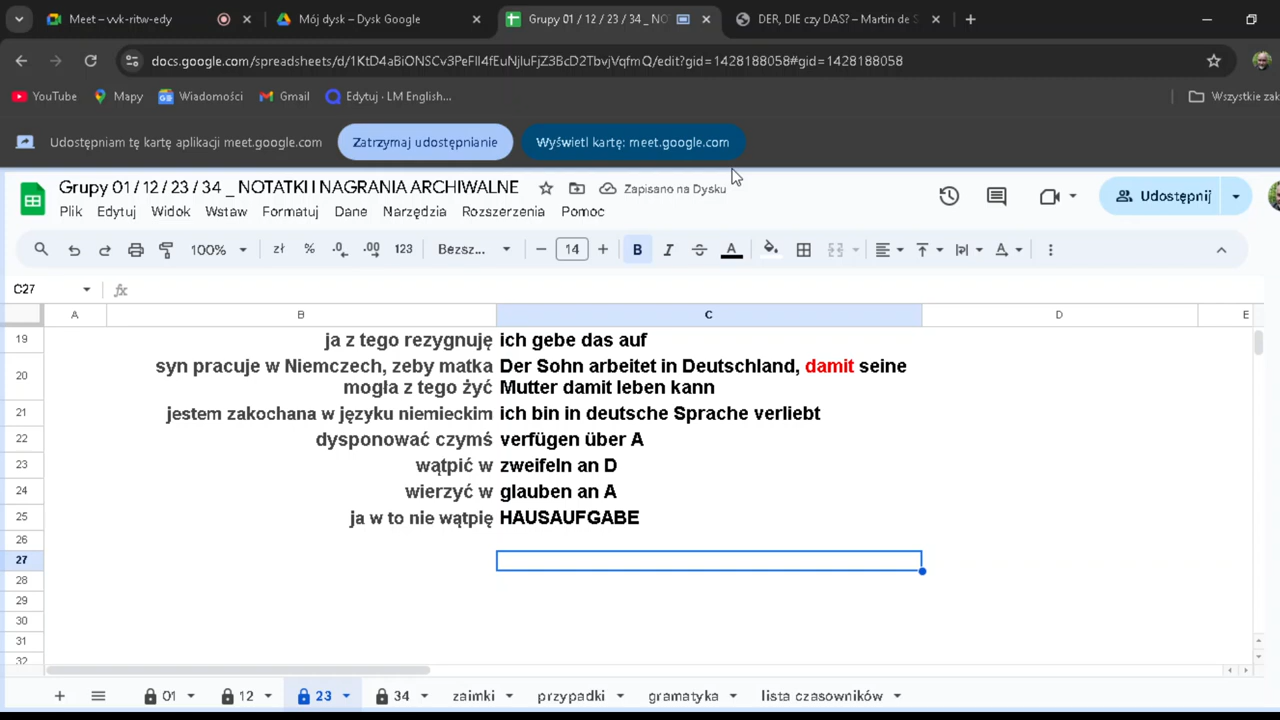 Meet – vvk-ritw-edy
Mój dysk – Dysk Google
Grupy 01 / 12 / 23 / 34 _ NO
DER, DIE czy DAS? – Martin de S
docs.google.com/spreadsheets/d/1KtD4aBiONSCv3PeFlI4fEuNjluFjZ3BcD2TbvjVqfmQ/edit?gid=1428188058#gid=1428188058
YouTube
Mapy
Wiadomości
Gmail
Edytuj · LM English...
Wszystkie zak
Udostępniam tę kartę aplikacji meet.google.com
Zatrzymaj udostępnianie
Wyświetl kartę: meet.google.com
Grupy 01 / 12 / 23 / 34 _ NOTATKI I NAGRANIA ARCHIWALNE
Zapisano na Dysku
Plik Edytuj Widok Wstaw Formatuj Dane Narzędzia Rozszerzenia Pomoc
Udostępnij
100% zł % .0 .00 123 Bezsz... 14 B I S A
C27
fx
A B C D E
19 ja z tego rezygnuję ich gebe das auf
20 syn pracuje w Niemczech, zeby matka Der Sohn arbeitet in Deutschland, damit seine
mogła z tego żyć Mutter damit leben kann
21 jestem zakochana w języku niemieckim ich bin in deutsche Sprache verliebt
22 dysponować czymś verfügen über A
23 wątpić w zweifeln an D
24 wierzyć w glauben an A
25 ja w to nie wątpię HAUSAUFGABE
26
27
28
29
30
31
32
01 12 23 34 zaimki przypadki gramatyka lista czasowników